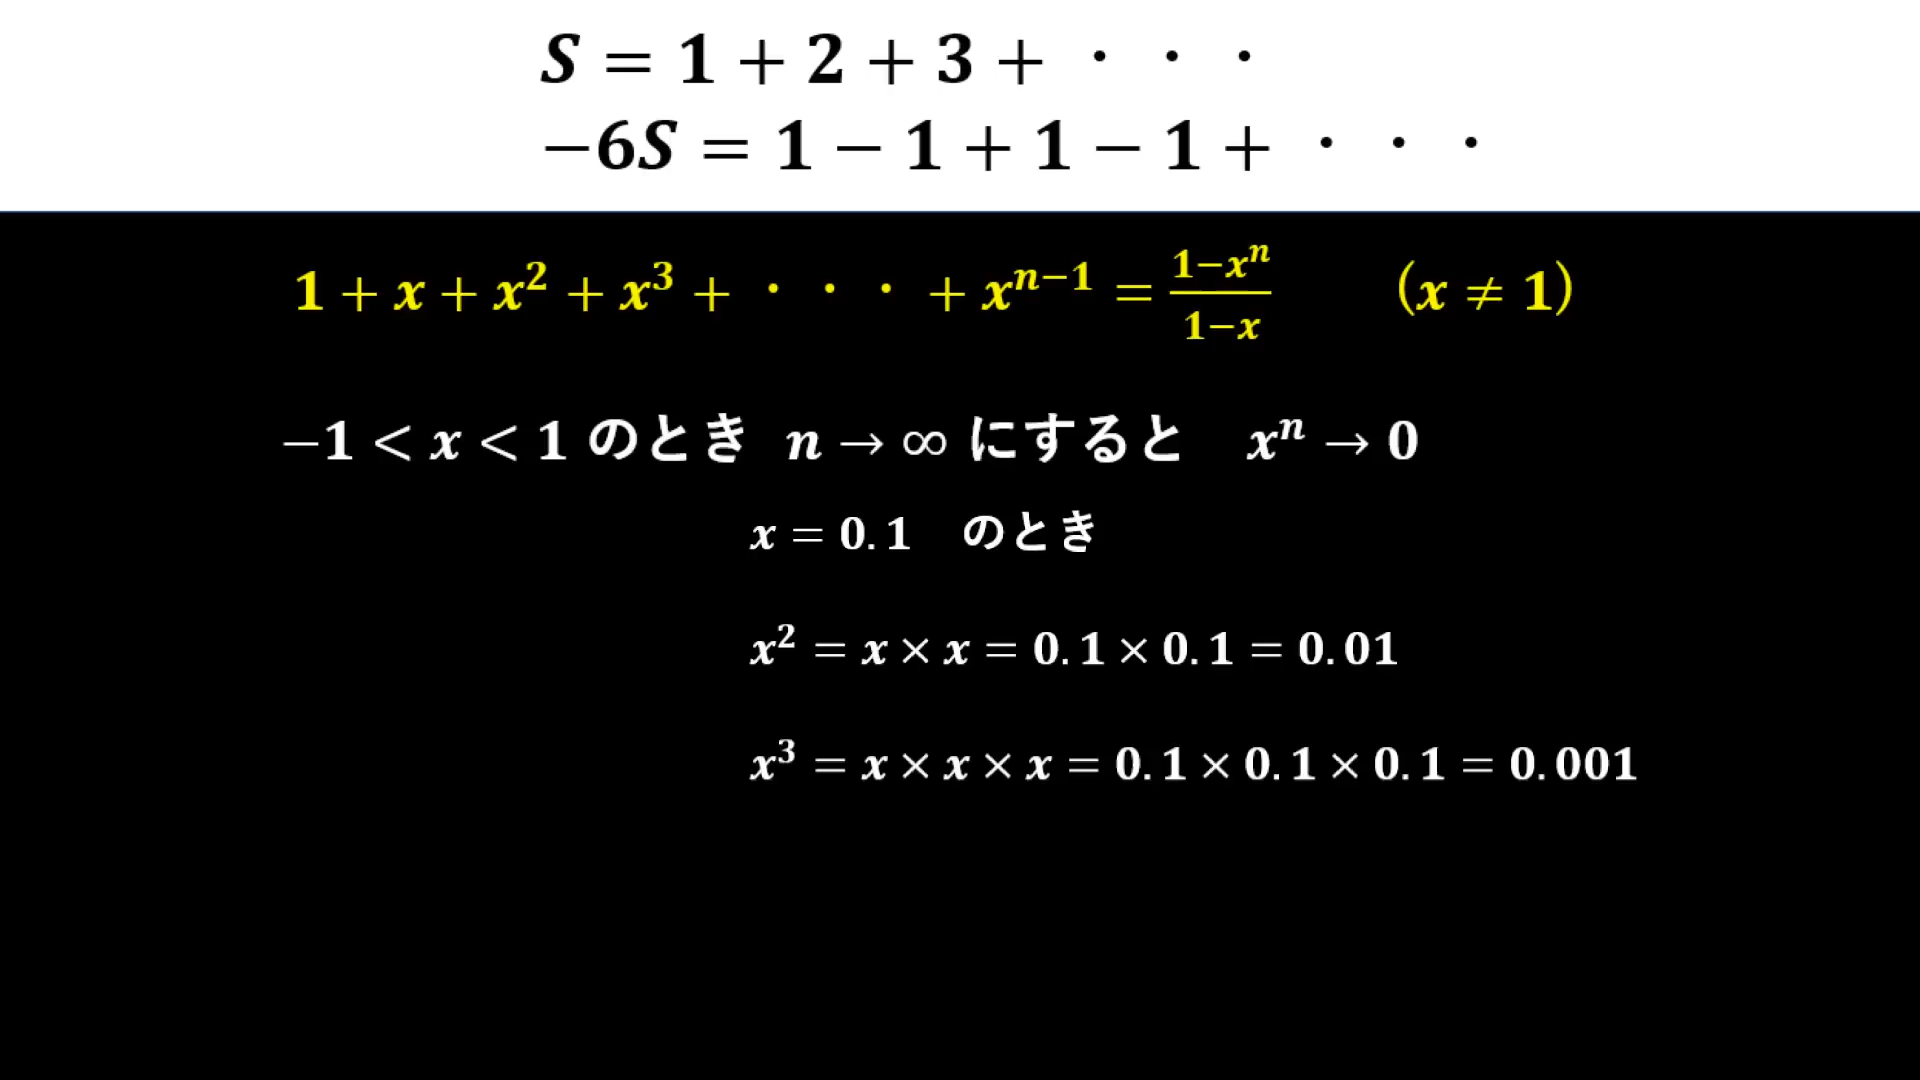 S = 1 + 2 + 3 + ・ ・ ・
−6S = 1 − 1 + 1 − 1 + ・ ・ ・
1 + x + x² + x³ + ・ ・ ・ + xⁿ⁻¹ = (1−xⁿ)/(1−x) (x ≠ 1)
−1 < x < 1 のとき n → ∞ にすると xⁿ → 0
x = 0.1 のとき
x² = x × x = 0.1 × 0.1 = 0.01
x³ = x × x × x = 0.1 × 0.1 × 0.1 = 0.001